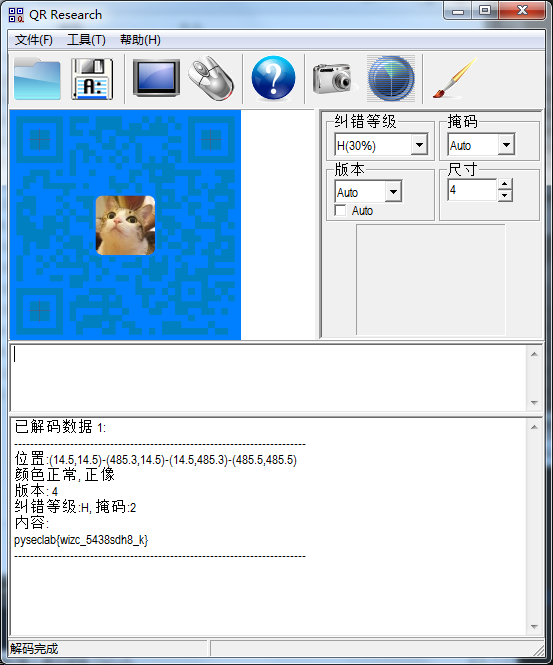 QR Research
文件(F) 工具(T) 帮助(H)
A:
?
纠错等级
掩码
H(30%)
Auto
版本
尺寸
Auto
4
Auto
已解码数据 1:
位置:(14.5,14.5)-(485.3,14.5)-(14.5,485.3)-(485.5,485.5)
颜色正常, 正像
版本: 4
纠错等级:H, 掩码:2
内容:
pyseclab{wizc_5438sdh8_k}
解码完成